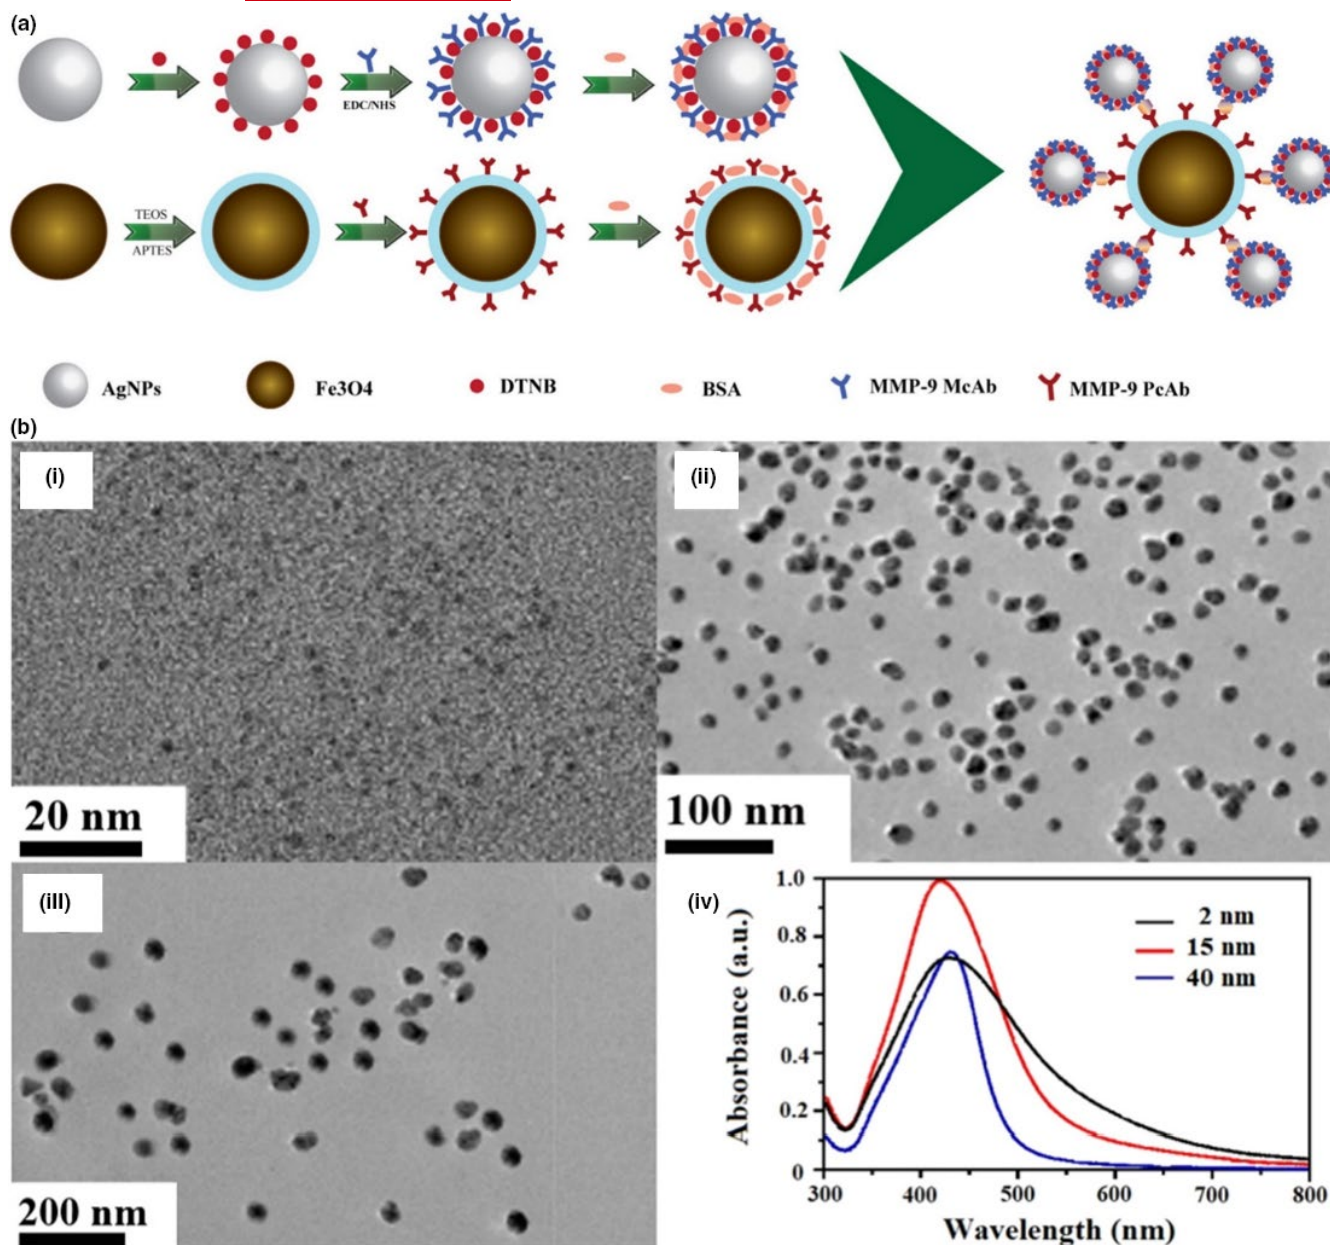 (a)
EDC/NHS
TEOS
APTES
AgNPs
Fe3O4
DTNB
BSA
MMP-9 McAb
MMP-9 PcAb
(b)
(i)
(ii)
20 nm
100 nm
(iII)
200 nm
(iv)
1.0
0.8
0.6
0.4
0.2
0
2 nm
15 nm
40 nm
Absorbance (a.u.)
300
400
500
600
700
800
Wavelength (nm)